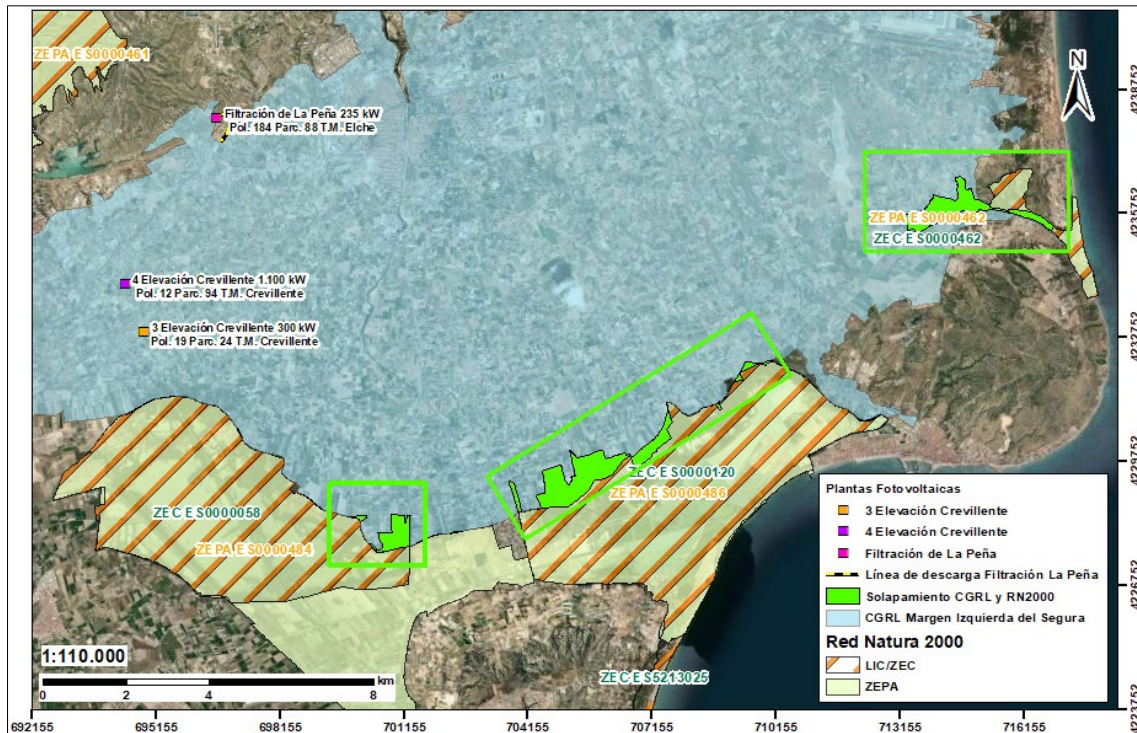 ZEPA ES0000461
Filtración de La Peña 235 kW
Pol. 184 Parc. 88 T.M. Elche
N
4238752
ZEPA ES0000462
ZEC ES0000462
4235752
4 Elevación Crevillente 1.100 kW
Pol. 12 Parc. 94 T.M. Crevillente
3 Elevación Crevillente 300 kW
Pol. 19 Parc. 24 T.M. Crevillente
4232752
ZEC ES0000120
ZEPA ES0000486
4229752
ZEC ES0000058
ZEPA ES0000484
4226752
ZEC ES5213025
4223752
Plantas Fotovoltaicas
3 Elevación Crevillente
4 Elevación Crevillente
Filtración de La Peña
Línea de descarga Filtración La Peña
Solapamiento CGRL y RN2000
CGRL Margen Izquierda del Segura
Red Natura 2000
LIC/ZEC
ZEPA
1:110.000
km
0 2 4 8
692155 695155 698155 701155 704155 707155 710155 713155 716155